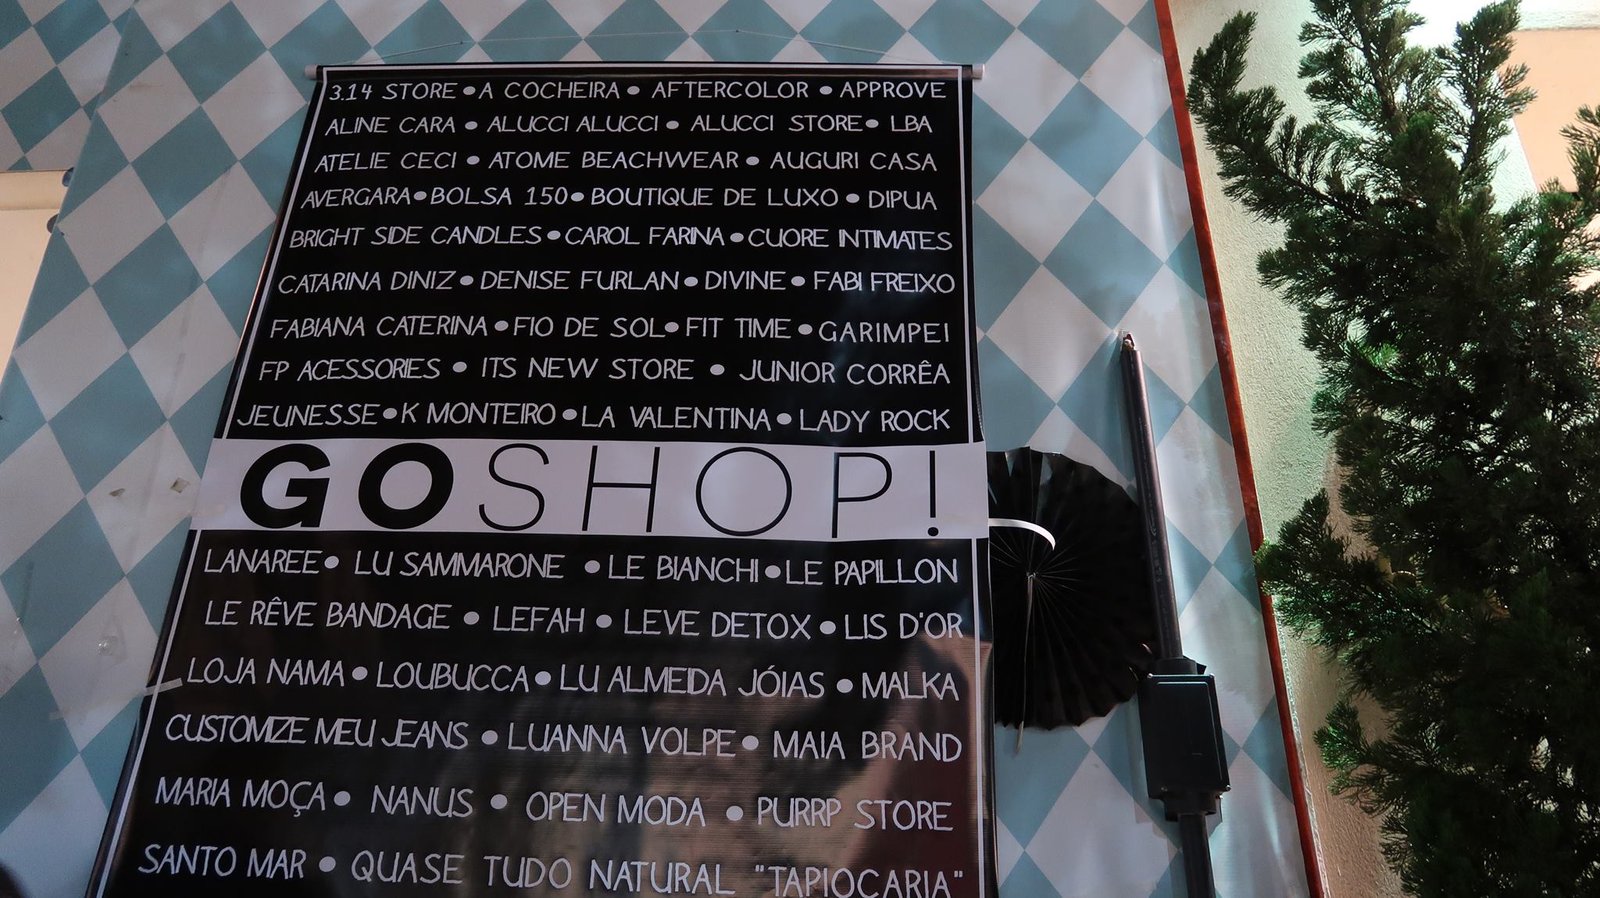 3.14 STORE • A COCHEIRA • AFTERCOLOR • APPROVE
ALINE CARA • ALUCCI ALUCCI • ALUCCI STORE • LBA
ATELIE CECI • ATOME BEACHWEAR • AUGURI CASA
AVERGARA • BOLSA 150 • BOUTIQUE DE LUXO • DIPUA
BRIGHT SIDE CANDLES • CAROL FARINA • CUORE INTIMATES
CATARINA DINIZ • DENISE FURLAN • DIVINE • FABI FREIXO
FABIANA CATERINA • FIO DE SOL • FIT TIME • GARIMPEI
FP ACESSORIES • ITS NEW STORE • JUNIOR CORRÊA
JEUNESSE • K MONTEIRO • LA VALENTINA • LADY ROCK
GOSHOP!
LANAREE • LU SAMMARONE • LE BIANCHI • LE PAPILLON
LE RÊVE BANDAGE • LEFAH • LEVE DETOX • LIS D'OR
LOJA NAMA • LOUBUCCA • LU ALMEIDA JÓIAS • MALKA
CUSTOMIZE MEU JEANS • LUANNA VOLPE • MAIA BRAND
MARIA MOÇA • NANUS • OPEN MODA • PURRP STORE
SANTO MAR • QUASE TUDO NATURAL "TAPIOCARIA"